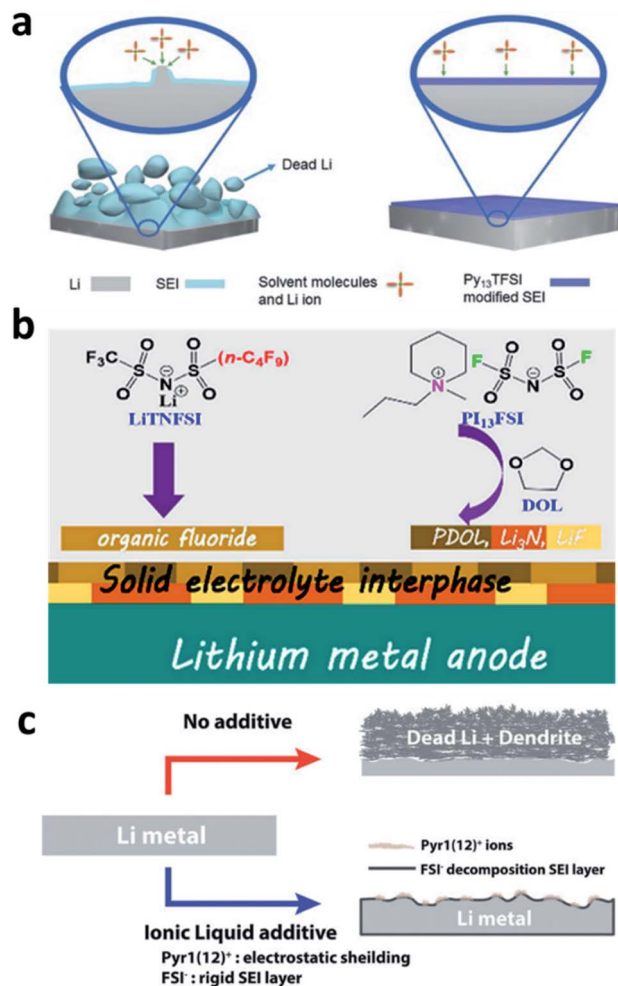 a
Dead Li
Li
SEI
Solvent molecules
and Li ion
Py13TFSI
modified SEI
b
F3C
O
O
S
S
(n-C4F9)
O
N
O
⊖
Li
+
LiTNFSI
⊕
N
F
O
O
F
S
S
O
N
O
⊖
PI13FSI
O
O
DOL
organic fluoride
PDOL, Li3N, LiF
Solid electrolyte interphase
Lithium metal anode
c
No additive
Dead Li + Dendrite
Li metal
Pyr1(12)+ ions
FSI- decomposition SEI layer
Li metal
Ionic Liquid additive
Pyr1(12)+ : electrostatic sheilding
FSI- : rigid SEI layer